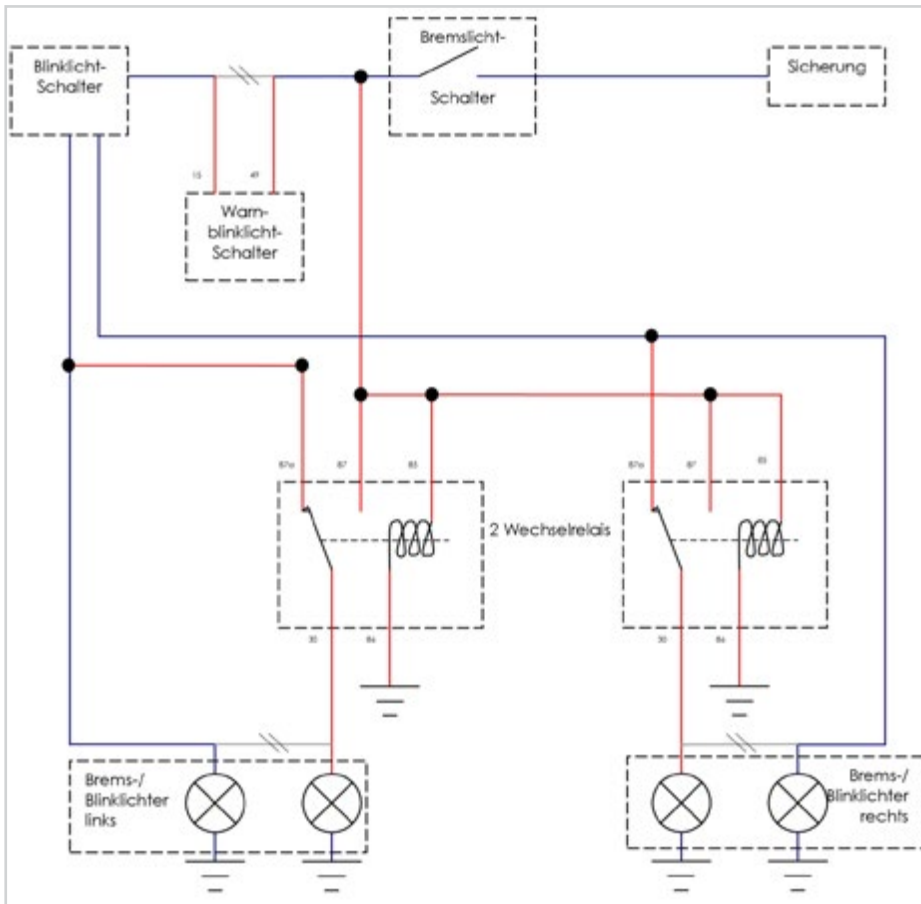 Bremslicht-
Schalter
Blinklicht-
Schalter
Sicherung
15
49
Warn-
blinklicht-
Schalter
87a
87
85
87a
87
85
2 Wechselrelais
30
86
30
86
Brems-/
Blinklichter
links
Brems-/
Blinklichter
rechts